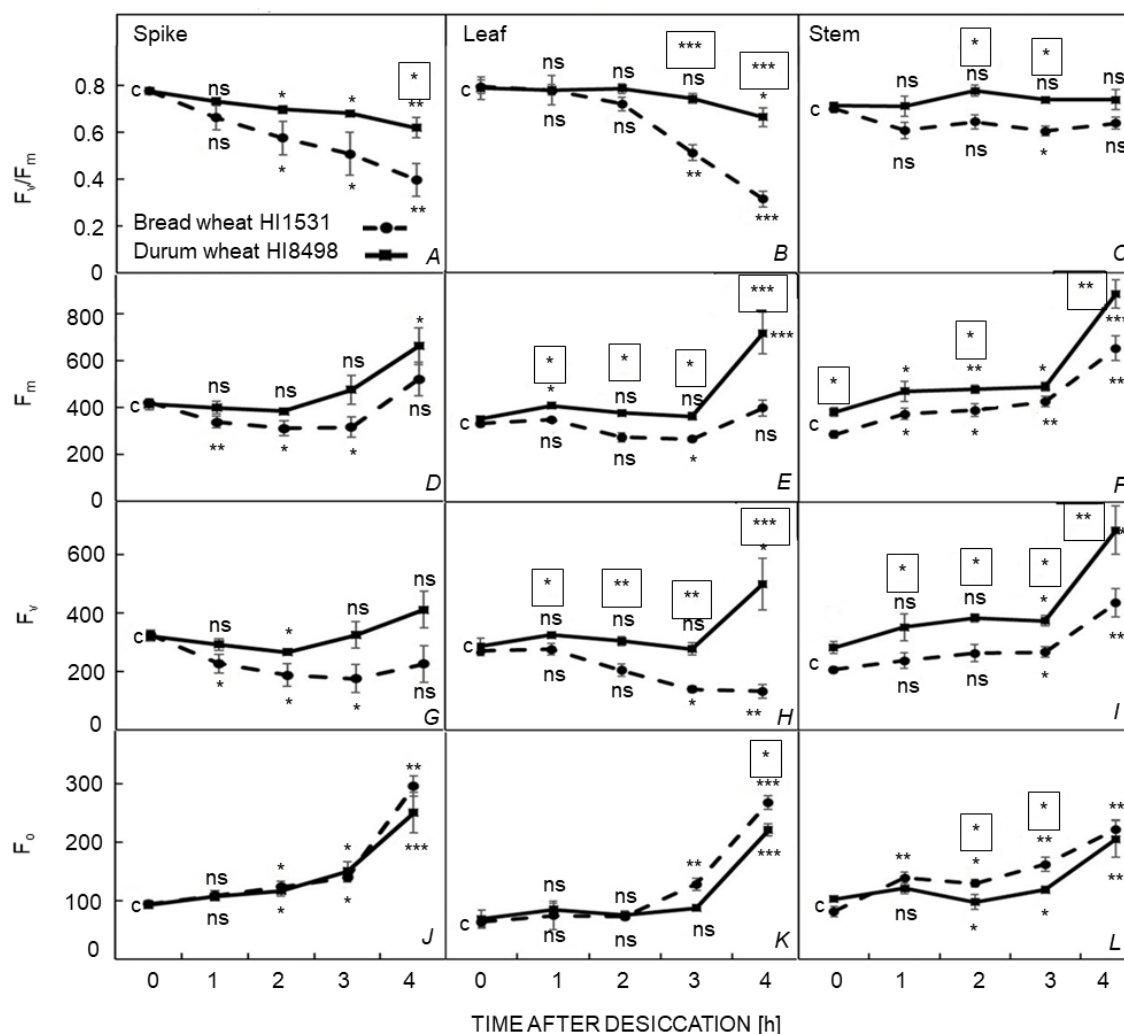 Spike
Leaf
Stem
Fv/Fm
0.8
0.6
0.4
0.2
0
c
ns
*
*
*
**
ns
*
*
**
Bread wheat HI1531
Durum wheat HI8498
A
***
***
c
ns
ns
ns
*
ns
ns
**
***
B
*
*
c
ns
ns
ns
ns
ns
ns
*
ns
C
Fm
800
600
400
200
0
c
ns
ns
ns
*
**
*
*
ns
D
*
*
*
***
c
*
ns
ns
***
ns
ns
*
ns
E
*
*
**
c
*
**
*
***
*
*
**
**
F
Fv
600
400
200
0
c
ns
*
ns
ns
*
*
*
ns
G
*
**
**
***
c
ns
ns
ns
*
ns
ns
*
**
H
*
*
*
**
c
ns
ns
*
*
ns
ns
*
**
I
Fo
300
200
100
0
c
ns
*
*
**
ns
*
*
***
J
*
c
ns
ns
**
***
ns
ns
ns
***
K
*
*
c
**
*
**
**
ns
*
*
**
L
0 1 2 3 4
0 1 2 3 4
0 1 2 3 4
TIME AFTER DESICCATION [h]